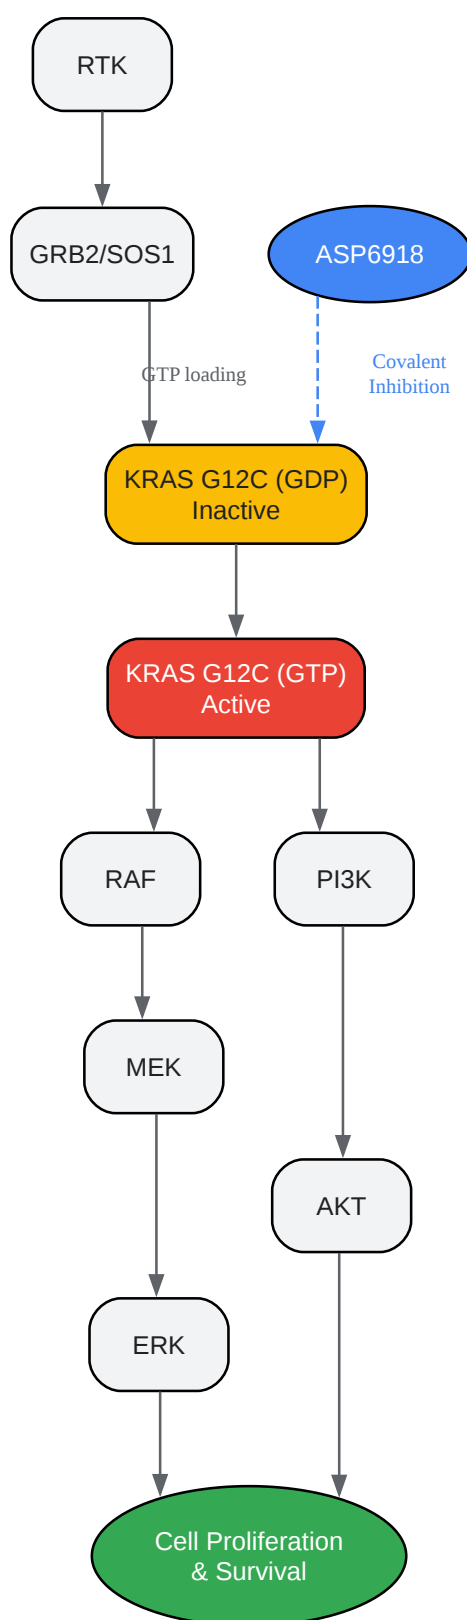 RTK
GRB2/SOS1
ASP6918
GTP loading
Covalent
Inhibition
KRAS G12C (GDP)
Inactive
KRAS G12C (GTP)
Active
RAF
PI3K
MEK
AKT
ERK
Cell Proliferation
& Survival